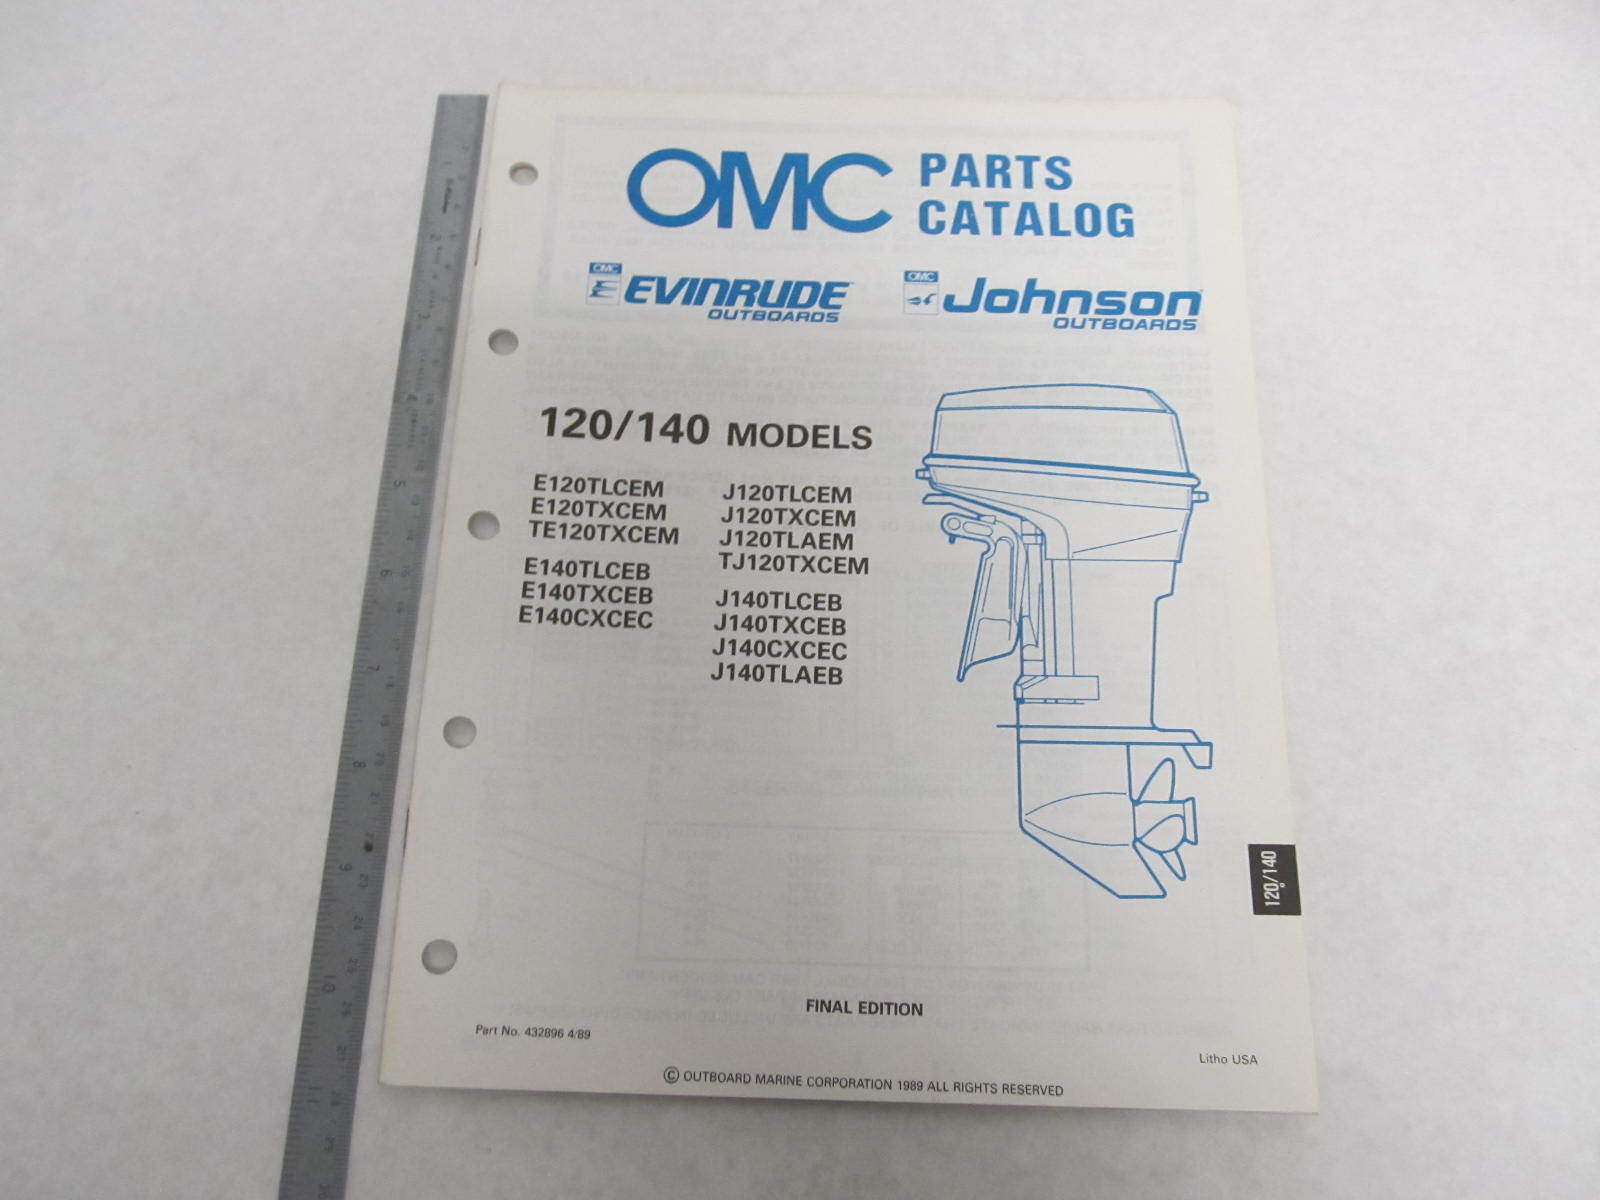 OMC PARTS
CATALOG
OMC
EVINRUDE
OUTBOARDS
OMC
Johnson
OUTBOARDS
120/140 MODELS
E120TLCEM
E120TXCEM
TE120TXCEM
E140TLCEB
E140TXCEB
E140CXCEC
J120TLCEM
J120TXCEM
J120TLAEM
TJ120TXCEM
J140TLCEB
J140TXCEB
J140CXCEC
J140TLAEB
120/140
FINAL EDITION
Part No. 432896 4/89
Litho USA
© OUTBOARD MARINE CORPORATION 1989 ALL RIGHTS RESERVED